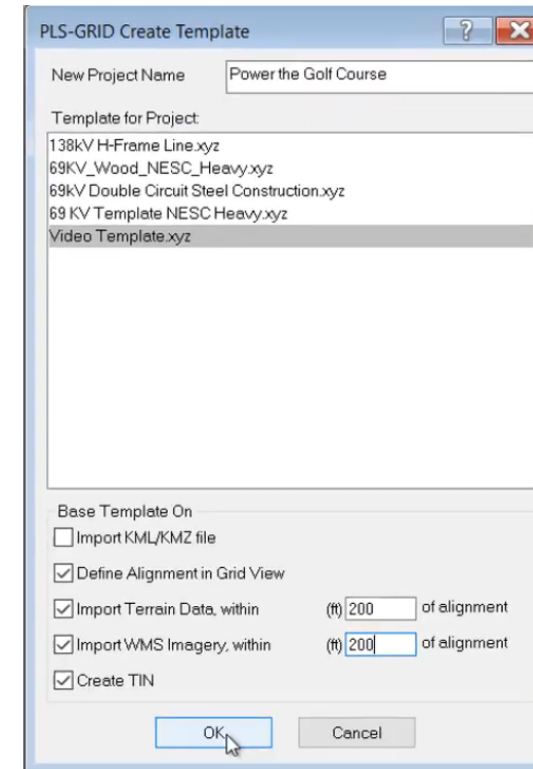 PLS-GRID Create Template ?
New Project Name Power the Golf Course
Template for Project:
138kV H-Frame Line.xyz
69KV_Wood_NESC_Heavy.xyz
69kV Double Circuit Steel Construction.xyz
69 KV Template NESC Heavy.xyz
Video Template.xyz
Base Template On
Import KML/KMZ file
Define Alignment in Grid View
Import Terrain Data, within (ft) 200 of alignment
Import WMS Imagery, within (ft) 200 of alignment
Create TIN
OK Cancel